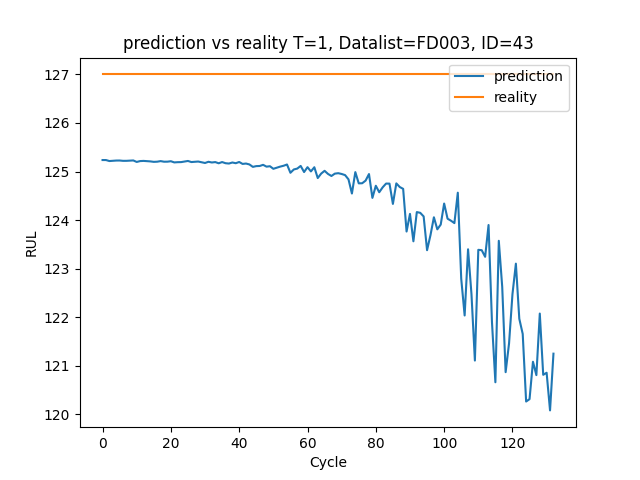 prediction vs reality T=1, Datalist=FD003, ID=43
127
126
125
124
123
122
121
120
RUL
prediction
reality
0 20 40 60 80 100 120
Cycle